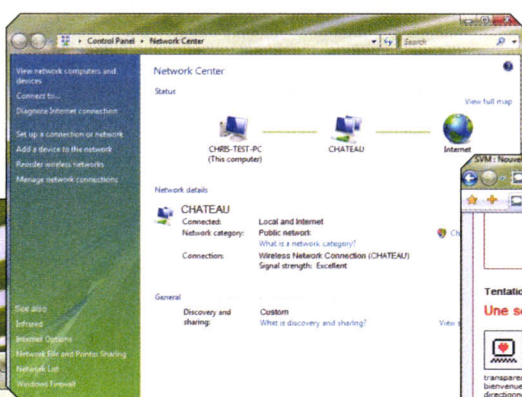 Control Panel
Network Center
Search
View network computers and
devices
Connect to...
Diagnose Internet connection
Set up a connection or network
Add a device to the network
Reorder wireless networks
Manage network connections
See also
Infrared
Internet Options
Network File and Printer Sharing
Network List
Windows Firewall
Network Center
Status
View full map
CHRIS-TEST-PC
(This computer)
CHATEAU
Internet
Network details
CHATEAU
Connected: Local and Internet
Network category: Public network
What is a network category?
Connection: Wireless Network Connection (CHATEAU)
Signal strength: Excellent
General
Discovery and
sharing:
Custom
What is discovery and sharing?
View
SVM : Nouve
Tentatio
Une se
transpare
bienvenue
directionne